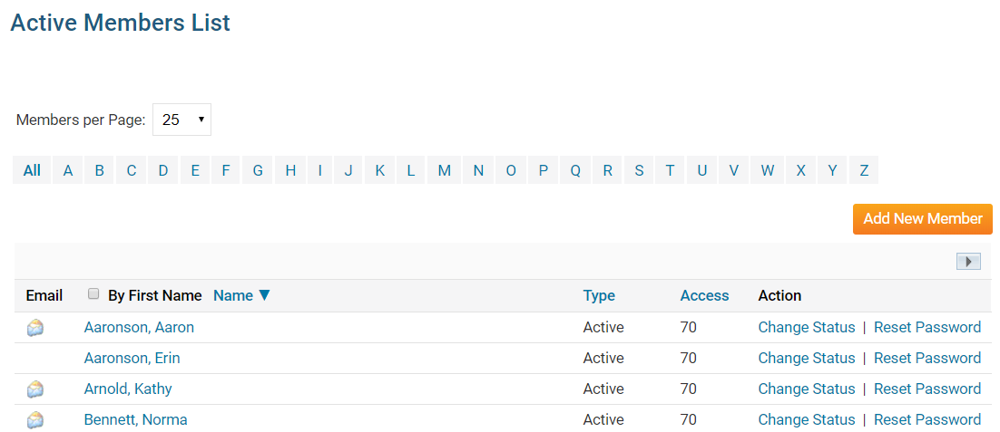 Active Members List
Members per Page: 25
All A B C D E F G H I J K L M N O P Q R S T U V W X Y Z
Add New Member
Email By First Name Name Type Access Action
Aaronson, Aaron Active 70 Change Status | Reset Password
Aaronson, Erin Active 70 Change Status | Reset Password
Arnold, Kathy Active 70 Change Status | Reset Password
Bennett, Norma Active 70 Change Status | Reset Password